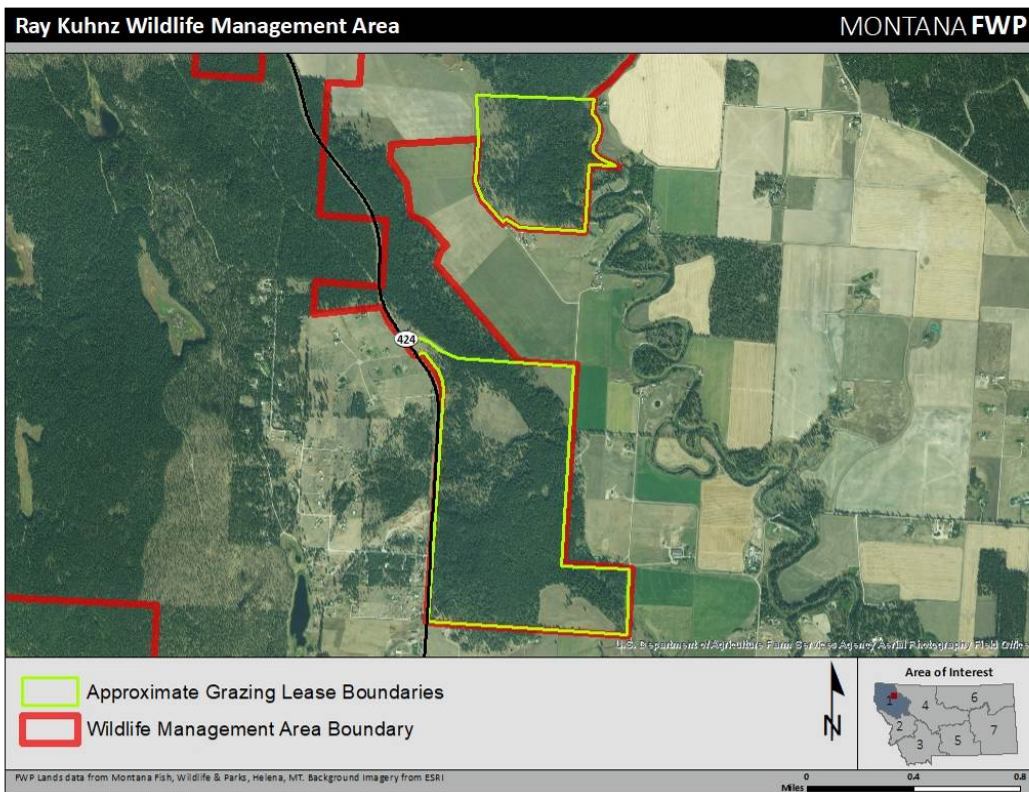 Ray Kuhnz Wildlife Management Area
MONTANA FWP
424
U.S. Department of Agriculture Farm Services Agency Aerial Photography Field Office
Approximate Grazing Lease Boundaries
Wildlife Management Area Boundary
N
Area of Interest
1
2
3
4
5
6
7
FWP Lands data from Montana Fish, Wildlife & Parks, Helena, MT. Background Imagery from ESRI
0 0.4 0.8
Miles